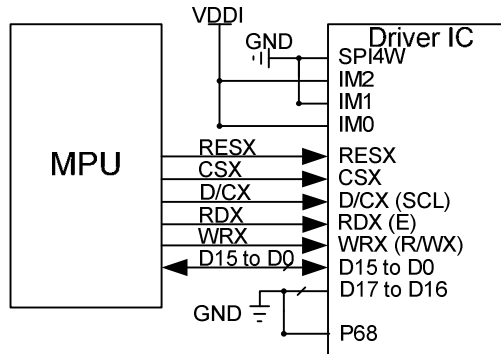 VDDI
GND
Driver IC
SPI4W
IM2
IM1
IM0
MPU
RESX
RESX
CSX
CSX
D/CX
D/CX (SCL)
RDX
RDX (E)
WRX
WRX (R/WX)
D15 to D0
D15 to D0
D17 to D16
GND
P68